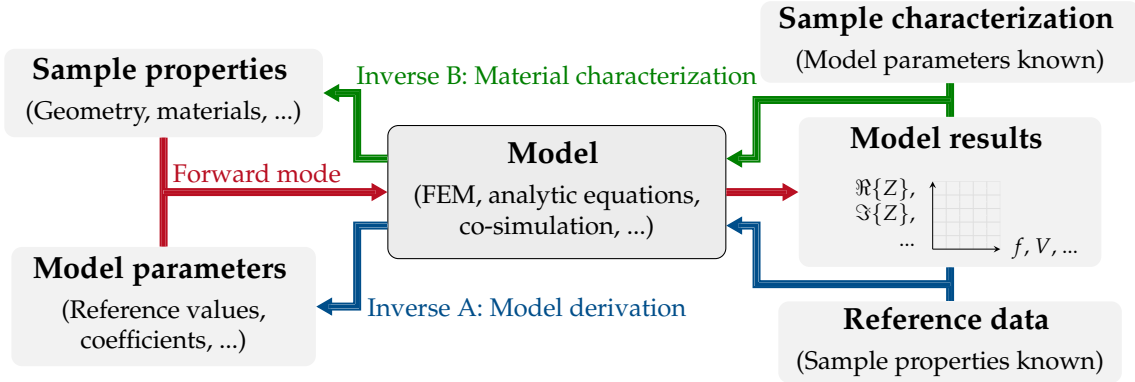 Sample properties
(Geometry, materials, ...)
Inverse B: Material characterization
Sample characterization
(Model parameters known)
Forward mode
Model
(FEM, analytic equations,
co-simulation, ...)
Model results
ℜ{Z},
ℑ{Z},
...
f, V, ...
Model parameters
(Reference values,
coefficients, ...)
Inverse A: Model derivation
Reference data
(Sample properties known)